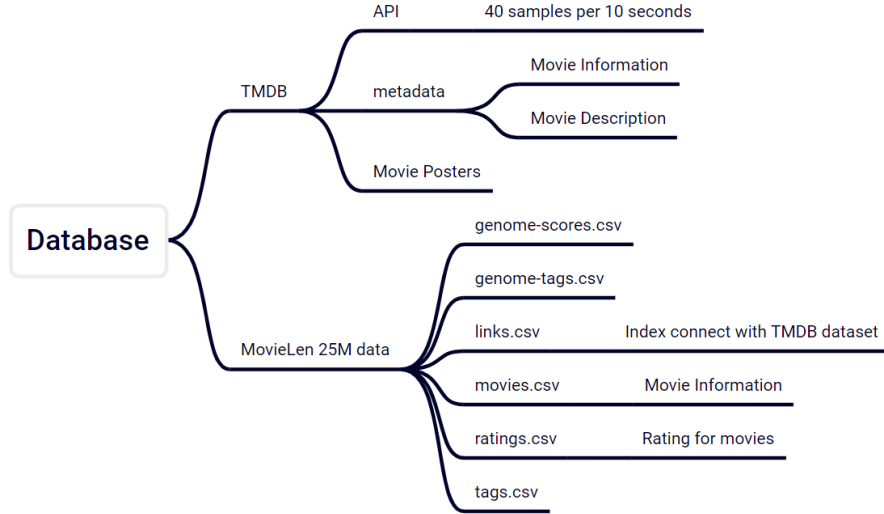 API
40 samples per 10 seconds
Movie Information
TMDB
metadata
Movie Description
Movie Posters
Database
genome-scores.csv
genome-tags.csv
links.csv
Index connect with TMDB dataset
MovieLen 25M data
movies.csv
Movie Information
ratings.csv
Rating for movies
tags.csv